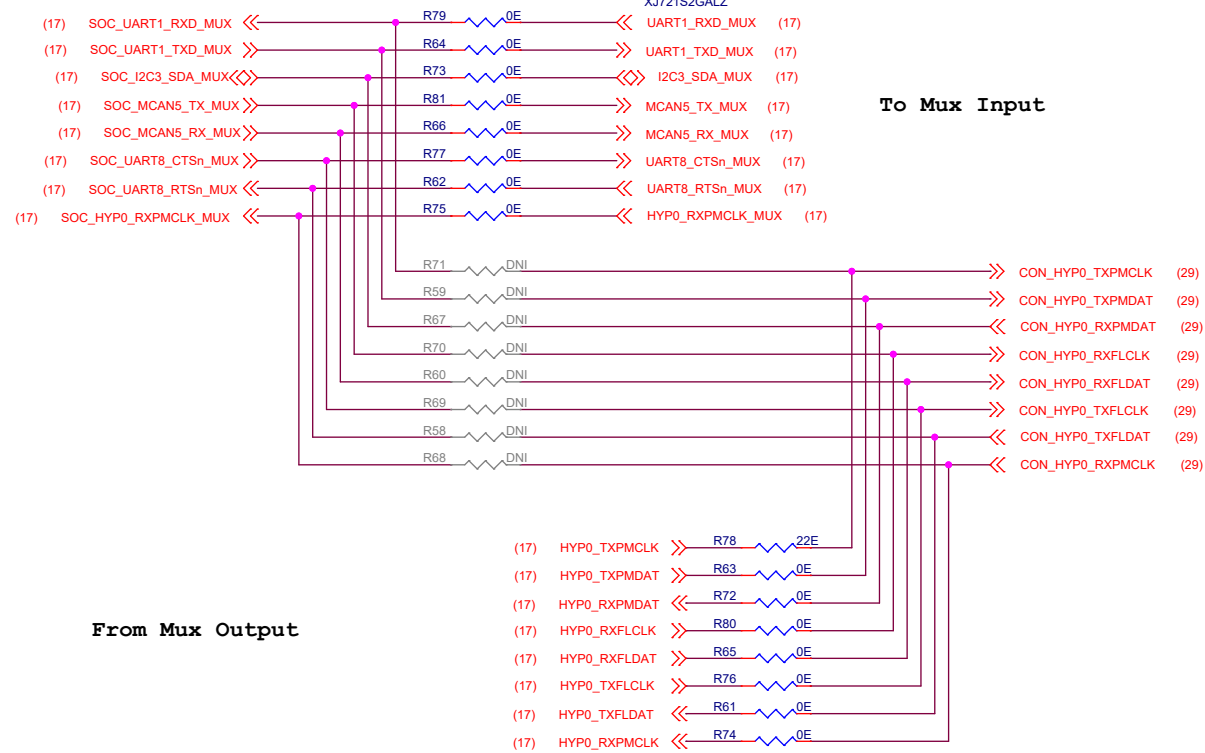 XJ721S2GALZ
(17) SOC_UART1_RXD_MUX R79 0E UART1_RXD_MUX (17)
(17) SOC_UART1_TXD_MUX R64 0E UART1_TXD_MUX (17)
(17) SOC_I2C3_SDA_MUX R73 0E I2C3_SDA_MUX (17)
(17) SOC_MCAN5_TX_MUX R81 0E MCAN5_TX_MUX (17) To Mux Input
(17) SOC_MCAN5_RX_MUX R66 0E MCAN5_RX_MUX (17)
(17) SOC_UART8_CTSn_MUX R77 0E UART8_CTSn_MUX (17)
(17) SOC_UART8_RTSn_MUX R62 0E UART8_RTSn_MUX (17)
(17) SOC_HYP0_RXPMCLK_MUX R75 0E HYP0_RXPMCLK_MUX (17)
R71 DNI CON_HYP0_TXPMCLK (29)
R59 DNI CON_HYP0_TXPMDAT (29)
R67 DNI CON_HYP0_RXPMDAT (29)
R70 DNI CON_HYP0_RXFLCLK (29)
R60 DNI CON_HYP0_RXFLDAT (29)
R69 DNI CON_HYP0_TXFLCLK (29)
R58 DNI CON_HYP0_TXFLDAT (29)
R68 DNI CON_HYP0_RXPMCLK (29)
(17) HYP0_TXPMCLK R78 22E
(17) HYP0_TXPMDAT R63 0E
(17) HYP0_RXPMDAT R72 0E
From Mux Output (17) HYP0_RXFLCLK R80 0E
(17) HYP0_RXFLDAT R65 0E
(17) HYP0_TXFLCLK R76 0E
(17) HYP0_TXFLDAT R61 0E
(17) HYP0_RXPMCLK R74 0E